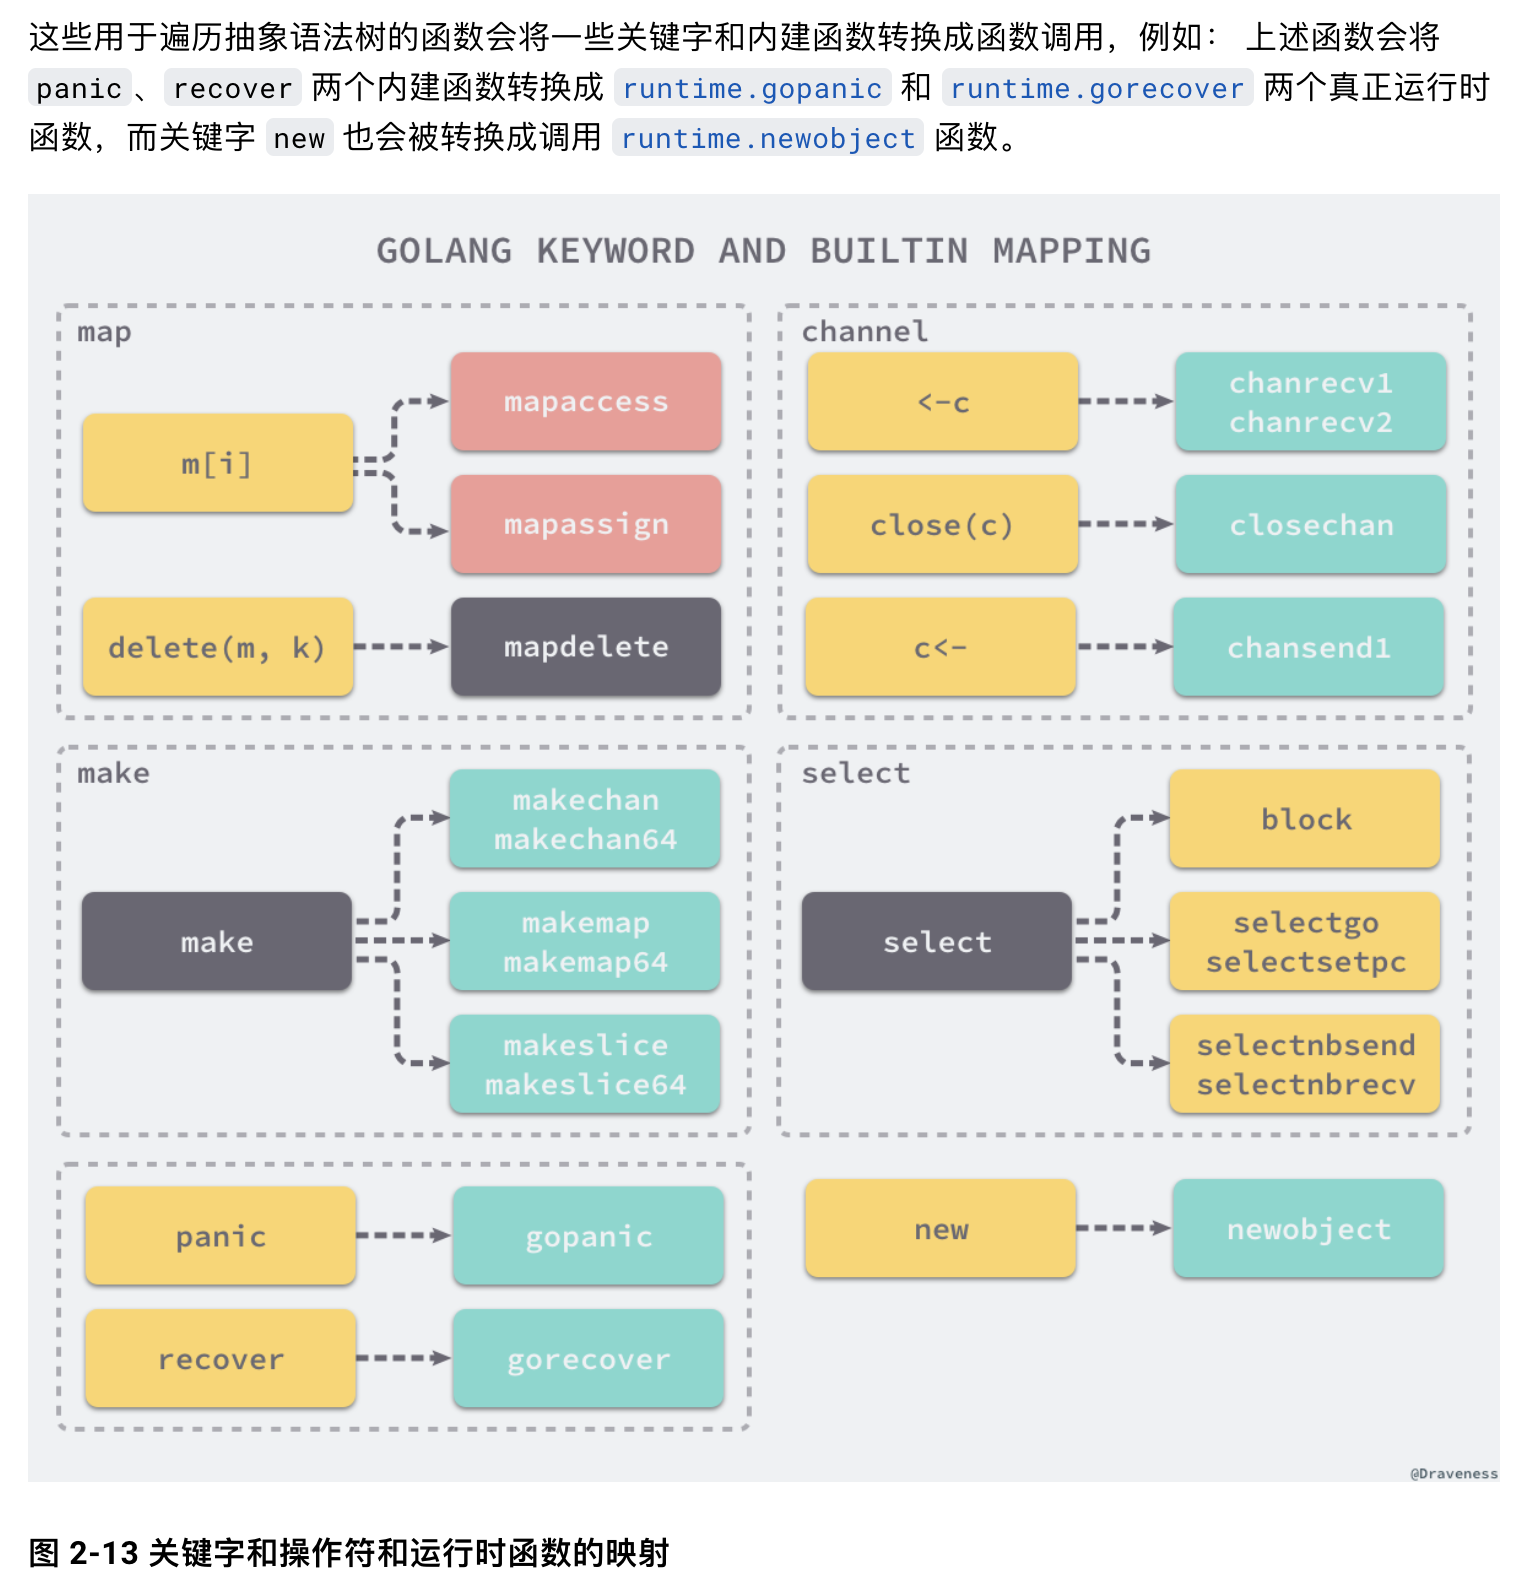 这些用于遍历抽象语法树的函数会将一些关键字和内建函数转换成函数调用，例如： 上述函数会将
panic、recover 两个内建函数转换成 runtime.gopanic 和 runtime.gorecover 两个真正运行时
函数，而关键字 new 也会被转换成调用 runtime.newobject 函数。
GOLANG KEYWORD AND BUILTIN MAPPING
map
m[i]
mapaccess
mapassign
delete(m, k)
mapdelete
channel
<-c
chanrecv1
chanrecv2
close(c)
closechan
c<-
chansend1
make
make
makechan
makechan64
makemap
makemap64
makeslice
makeslice64
select
select
block
selectgo
selectsetpc
selectnbsend
selectnbrecv
panic
gopanic
recover
gorecover
new
newobject
@Draveness
图 2-13 关键字和操作符和运行时函数的映射